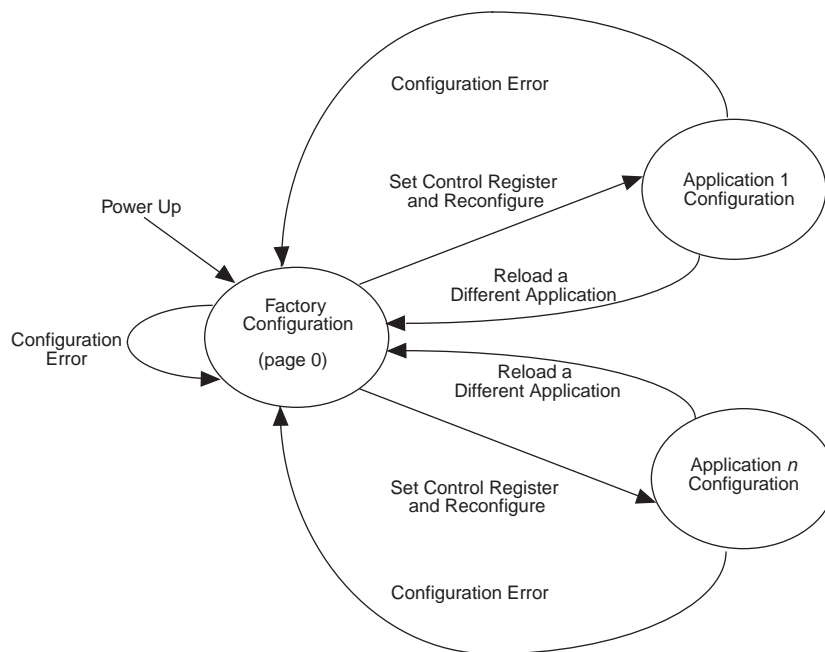 Configuration Error
Set Control Register
and Reconfigure
Application 1
Configuration
Power Up
Reload a
Different Application
Factory
Configuration
(page 0)
Configuration
Error
Reload a
Different Application
Application n
Configuration
Set Control Register
and Reconfigure
Configuration Error